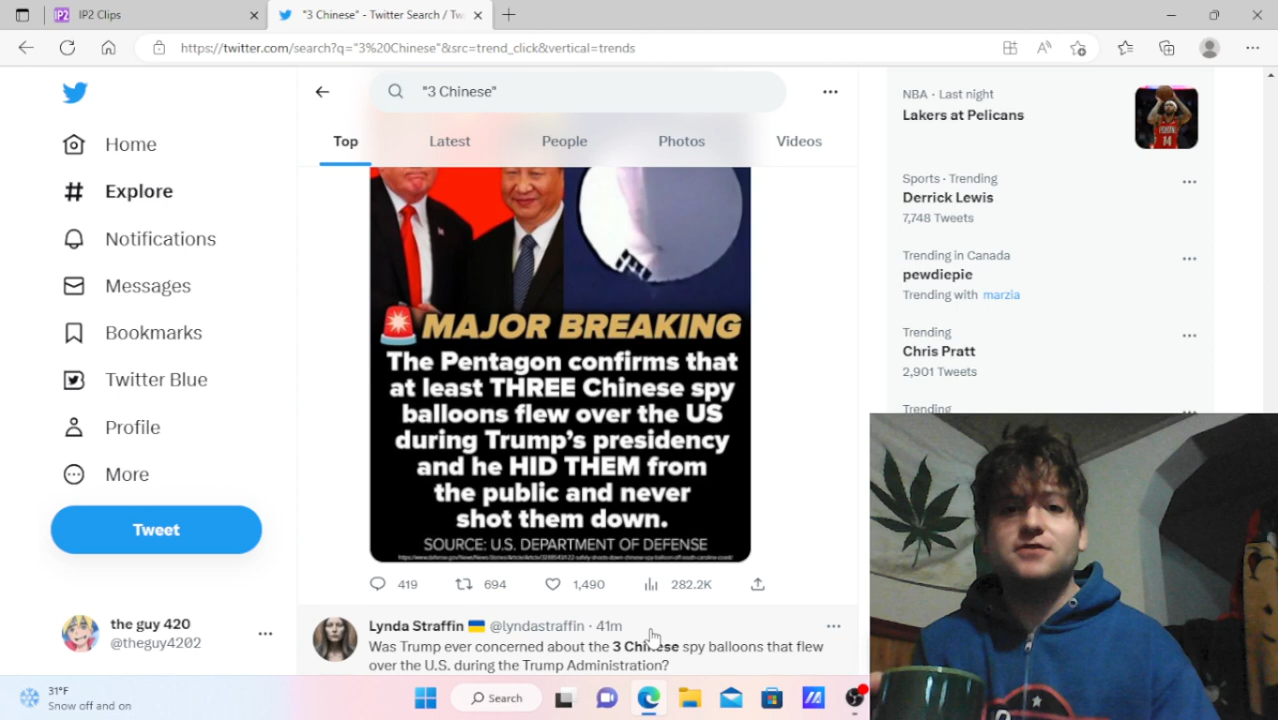 IP2
IP2 Clips
"3 Chinese" - Twitter Search / Tw
https://twitter.com/search?q="3%20Chinese"&src=trend_click&vertical=trends
Home
Explore
Notifications
Messages
Bookmarks
Twitter Blue
Profile
More
Tweet
the guy 420
@theguy4202
"3 Chinese"
Top
Latest
People
Photos
Videos
MAJOR BREAKING
The Pentagon confirms that
at least THREE Chinese spy
balloons flew over the US
during Trump's presidency
and he HID THEM from
the public and never
shot them down.
SOURCE: U.S. DEPARTMENT OF DEFENSE
419
694
1,490
282.2K
Lynda Straffin @lyndastraffin · 41m
Was Trump ever concerned about the 3 Chinese spy balloons that flew
over the U.S. during the Trump Administration?
NBA · Last night
Lakers at Pelicans
14
Sports · Trending
Derrick Lewis
7,748 Tweets
Trending in Canada
pewdiepie
Trending with marzia
Trending
Chris Pratt
2,901 Tweets
Trending
31°F
Snow off and on
Search